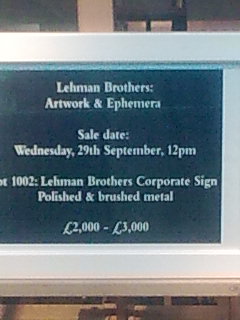 Lehman Brothers:
Artwork & Ephemera
Sale date:
Wednesday, 29th September, 12pm
ot 1002: Lehman Brothers Corporate Sign
Polished & brushed metal
£2,000 - £3,000